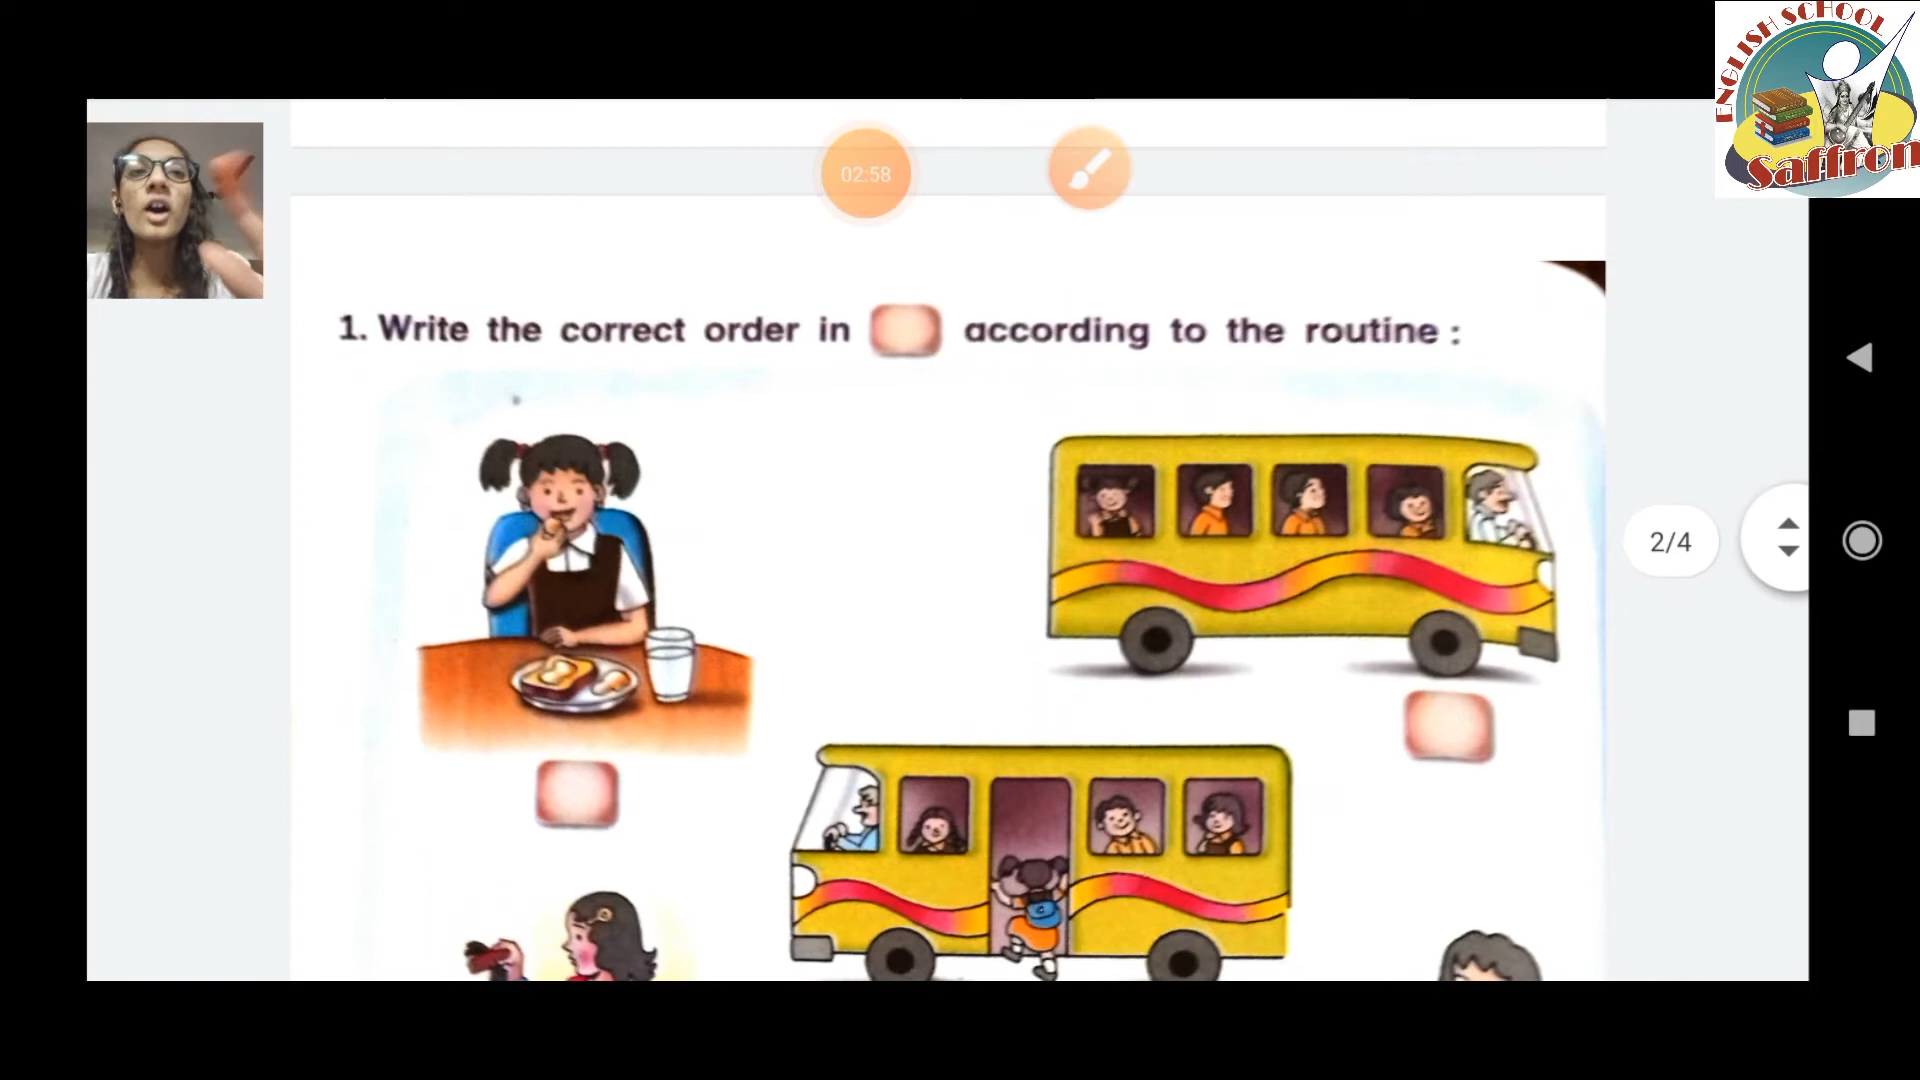 ENGLISH SCHOOL
Saffron
02:58
1. Write the correct order in according to the routine :
2/4